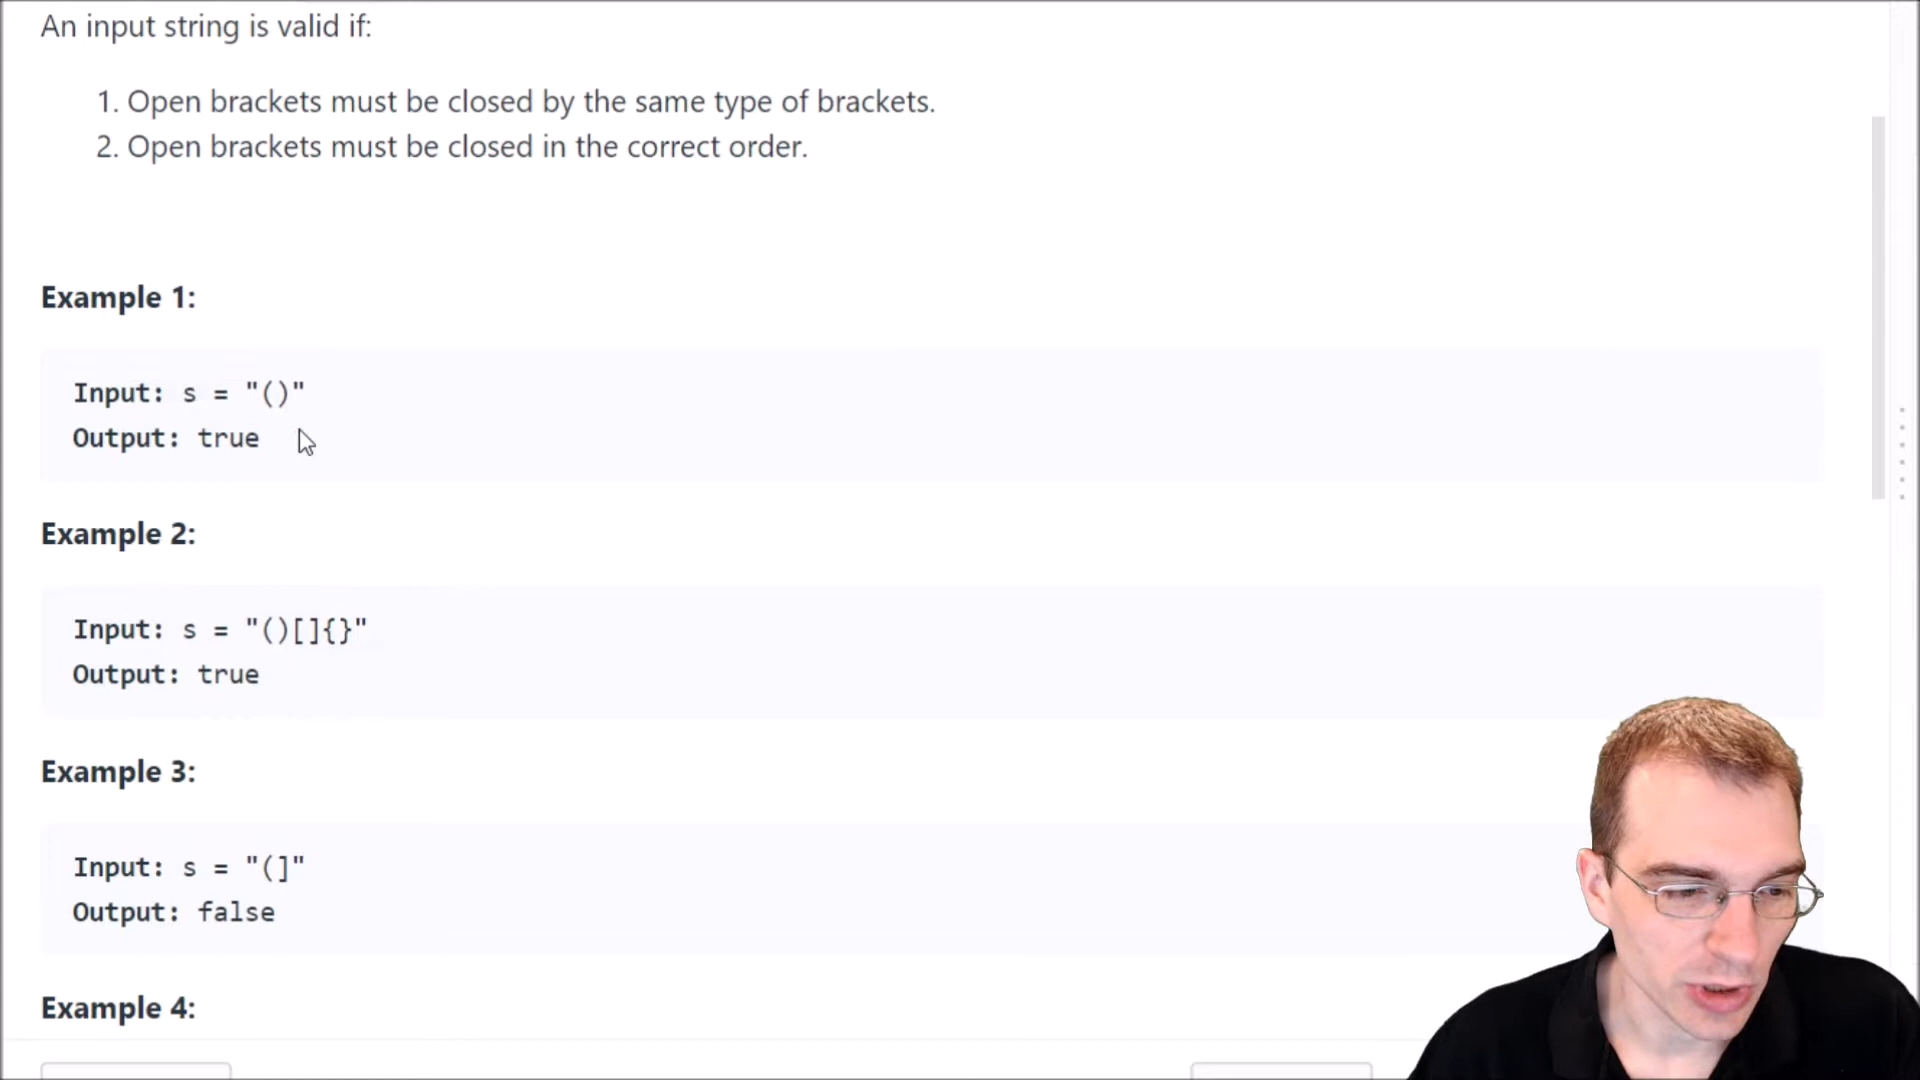 An input string is valid if:
1. Open brackets must be closed by the same type of brackets.
2. Open brackets must be closed in the correct order.
Example 1:
Input: s = "()"
Output: true
Example 2:
Input: s = "()[]{}"
Output: true
Example 3:
Input: s = "(]"
Output: false
Example 4: